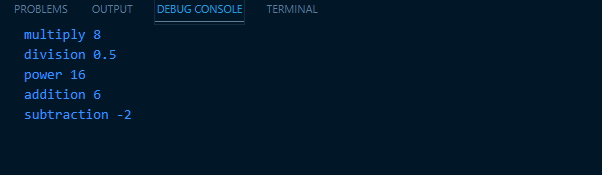 PROBLEMS OUTPUT DEBUG CONSOLE TERMINAL
multiply 8
division 0.5
power 16
addition 6
subtraction -2